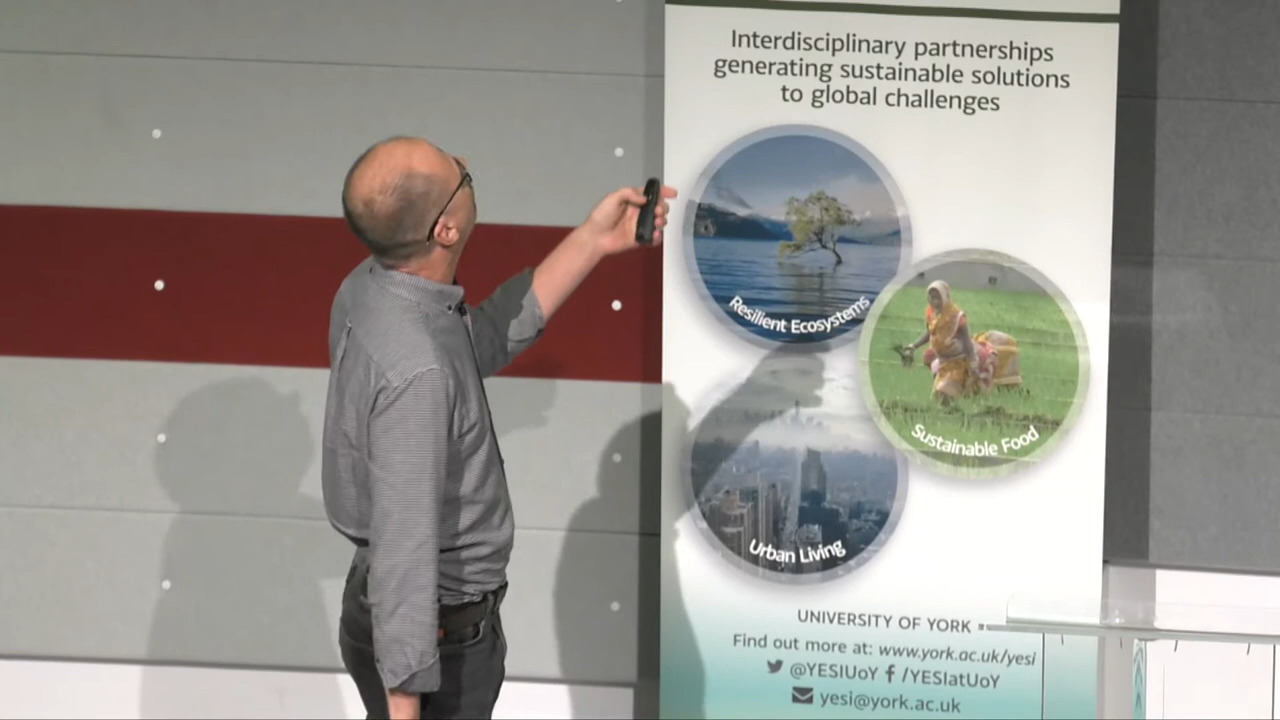 Interdisciplinary partnerships
generating sustainable solutions
to global challenges
Resilient Ecosystems
Sustainable Food
Urban Living
UNIVERSITY OF YORK
Find out more at: www.york.ac.uk/yesi
@YESIUoY f /YESIatUoY
yesi@york.ac.uk